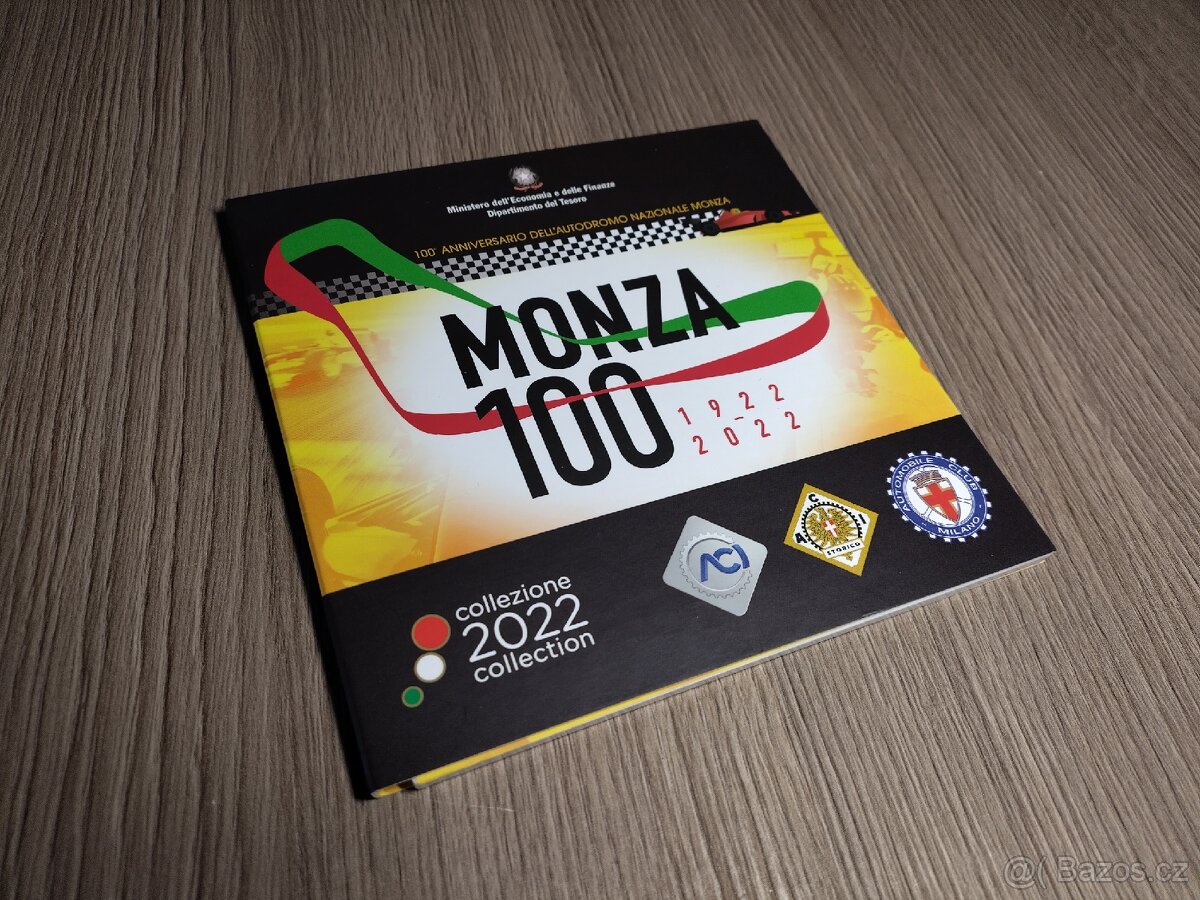 Ministero dell'Economia e delle Finanze
Dipartimento del Tesoro
100° ANNIVERSARIO DELL'AUTODROMO NAZIONALE MONZA
MONZA
100
1922
2022
ACI
A C I
STORICO
AUTOMOBILE CLUB
MILANO
collezione
2022
collection
@( Bazos.cz